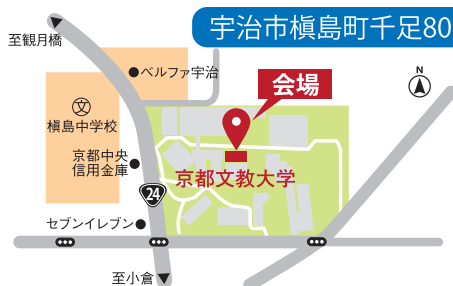 宇治市槇島町千足80
至観月橋
ベルファ宇治
会場
N
文
槇島中学校
京都中央
信用金庫
京都文教大学
24
セブンイレブン
至小倉